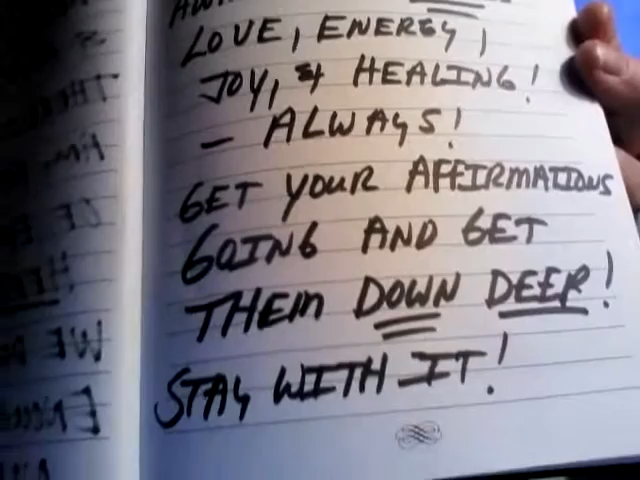 LOVE, ENERGY,
JOY, & HEALING!
— ALWAYS!
GET YOUR AFFIRMATIONS
GOING AND GET
THEM DOWN DEEP!
STAY WITH IT!